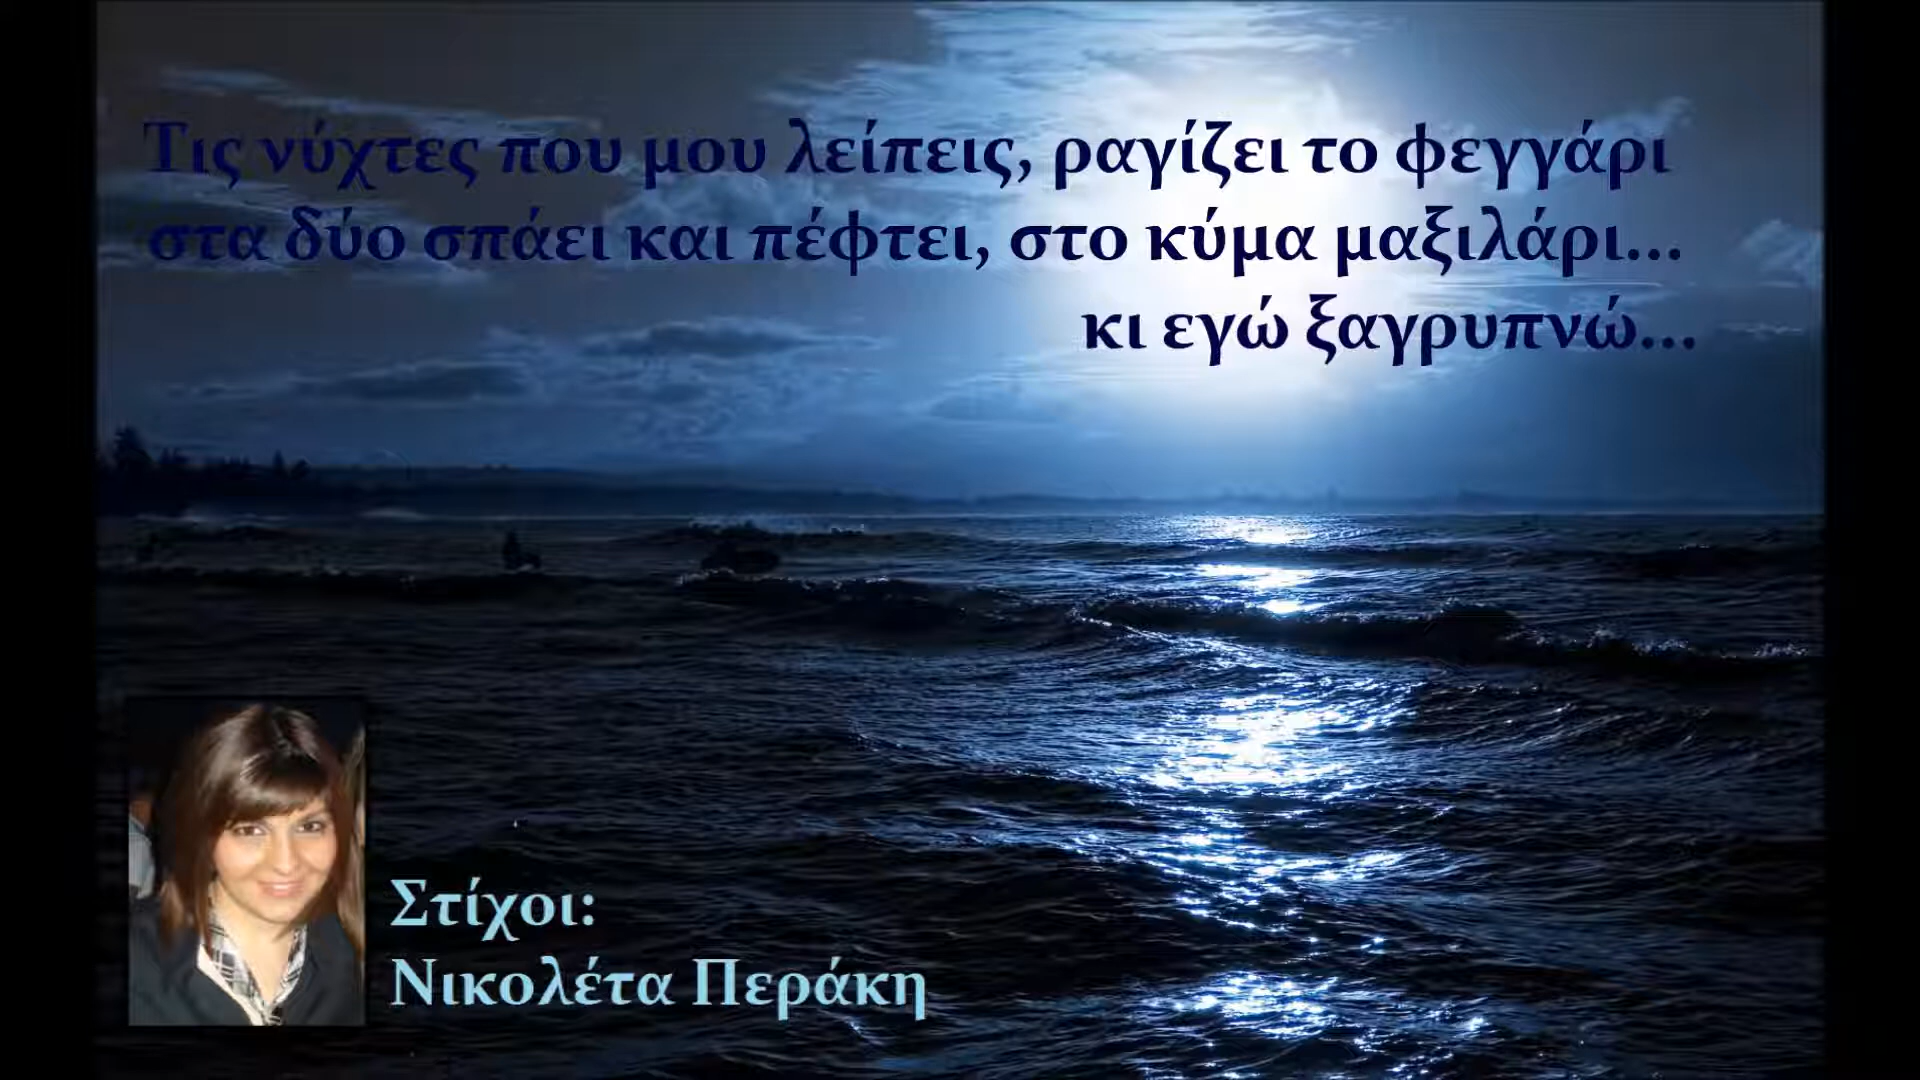 Τις νύχτες που μου λείπεις, ραγίζει το φεγγάρι
στα δύο σπάει και πέφτει, στο κύμα μαξιλάρι...
κι εγώ ξαγρυπνώ...
Στίχοι:
Νικολέτα Περάκη